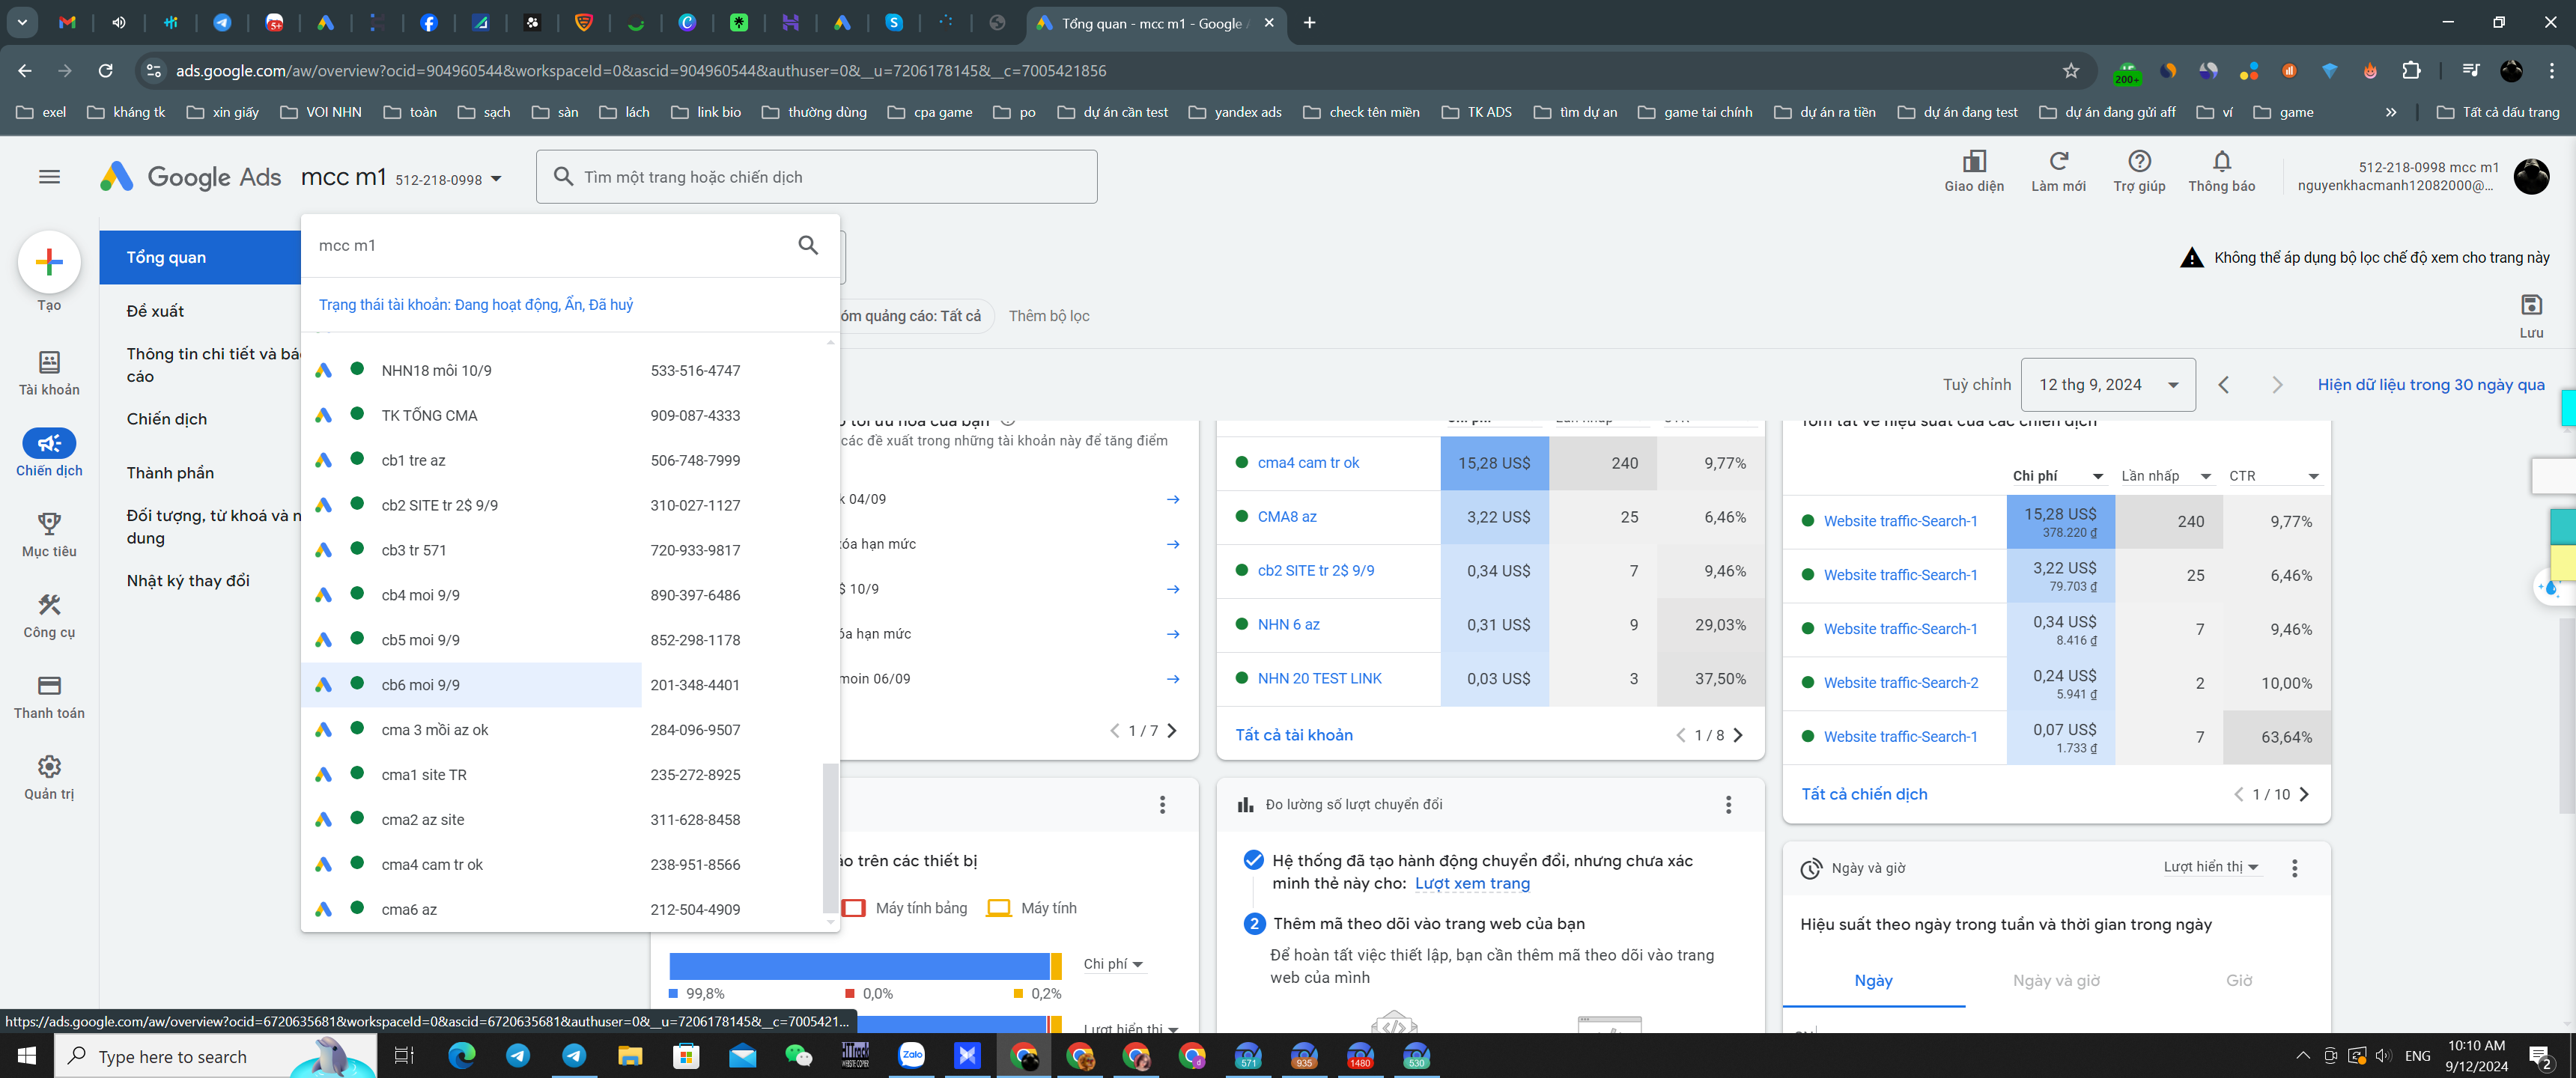 Tổng quan - mcc m1 - Google A
ads.google.com/aw/overview?ocid=904960544&workspaceId=0&ascid=904960544&authuser=0&__u=7206178145&__c=7005421856
200+
exel
kháng tk
xin giấy
VOI NHN
toàn
sạch
sàn
lách
link bio
thường dùng
cpa game
po
dự án cần test
yandex ads
check tên miền
TK ADS
tìm dự an
game tai chính
dự án ra tiền
dự án đang test
dự án đang gửi aff
ví
game
Tất cả dấu trang
Google Ads
mcc m1 512-218-0998
Tìm một trang hoặc chiến dịch
Giao diện
Làm mới
Trợ giúp
Thông báo
512-218-0998 mcc m1
nguyenkhacmanh12082000@...
Tạo
Tài khoản
Chiến dịch
Mục tiêu
Công cụ
Thanh toán
Quản trị
Tổng quan
Đề xuất
Thông tin chi tiết và bá
cáo
Chiến dịch
Thành phần
Đối tượng, từ khoá và n
dung
Nhật ký thay đổi
mcc m1
Trạng thái tài khoản: Đang hoạt động, Ẩn, Đã huỷ
NHN18 môi 10/9 533-516-4747
TK TỔNG CMA 909-087-4333
cb1 tre az 506-748-7999
cb2 SITE tr 2$ 9/9 310-027-1127
cb3 tr 571 720-933-9817
cb4 moi 9/9 890-397-6486
cb5 moi 9/9 852-298-1178
cb6 moi 9/9 201-348-4401
cma 3 mồi az ok 284-096-9507
cma1 site TR 235-272-8925
cma2 az site 311-628-8458
cma4 cam tr ok 238-951-8566
cma6 az 212-504-4909
Không thể áp dụng bộ lọc chế độ xem cho trang này
óm quảng cáo: Tất cả
Thêm bộ lọc
Lưu
Tuỳ chỉnh
12 thg 9, 2024
Hiện dữ liệu trong 30 ngày qua
các đề xuất trong những tài khoản này để tăng điểm
k 04/09
óa hạn mức
$ 10/9
óa hạn mức
moin 06/09
1 / 7
cma4 cam tr ok 15,28 US$ 240 9,77%
CMA8 az 3,22 US$ 25 6,46%
cb2 SITE tr 2$ 9/9 0,34 US$ 7 9,46%
NHN 6 az 0,31 US$ 9 29,03%
NHN 20 TEST LINK 0,03 US$ 3 37,50%
Tất cả tài khoản
1 / 8
Tóm tắt về hiệu suất của các chiến dịch
Chi phí Lần nhấp CTR
Website traffic-Search-1 15,28 US$ 240 9,77%
378.220 ₫
Website traffic-Search-1 3,22 US$ 25 6,46%
79.703 ₫
Website traffic-Search-1 0,34 US$ 7 9,46%
8.416 ₫
Website traffic-Search-2 0,24 US$ 2 10,00%
5.941 ₫
Website traffic-Search-1 0,07 US$ 7 63,64%
1.733 ₫
Tất cả chiến dịch
1 / 10
áo trên các thiết bị
Máy tính bảng
Máy tính
Chi phí
99,8%
0,0%
0,2%
Lượt hiển thị
Đo lường số lượt chuyển đổi
Hệ thống đã tạo hành động chuyển đổi, nhưng chưa xác
minh thẻ này cho: Lượt xem trang
2 Thêm mã theo dõi vào trang web của bạn
Để hoàn tất việc thiết lập, bạn cần thêm mã theo dõi vào trang
web của mình
Ngày và giờ
Lượt hiển thị
Hiệu suất theo ngày trong tuần và thời gian trong ngày
Ngày
Ngày và giờ
Giờ
https://ads.google.com/aw/overview?ocid=6720635681&workspaceId=0&ascid=6720635681&authuser=0&__u=7206178145&__c=7005421...
Type here to search
HTTrack
WEBSITE COPIER
Zalo
571
935
1480
530
ENG
10:10 AM
9/12/2024
2